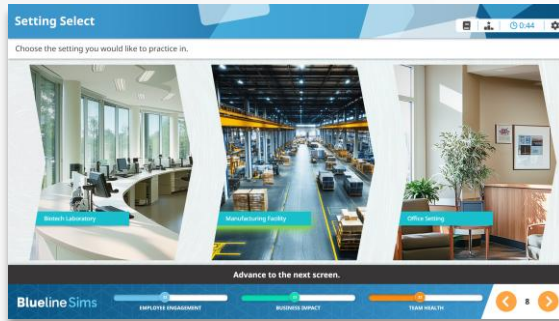 Setting Select
0:44
Choose the setting you would like to practice in.
Biotech Laboratory
Manufacturing Facility
Office Setting
Advance to the next screen.
Blueline Sims
EMPLOYEE ENGAGEMENT
BUSINESS IMPACT
TEAM HEALTH
8